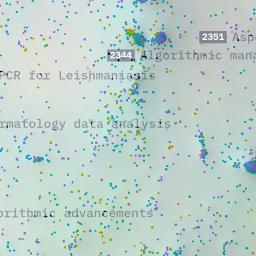 2351 Asp
2344 Algorithmic mana
PCR for Leishmaniasis
rmatology data analysis
orithmic advancements